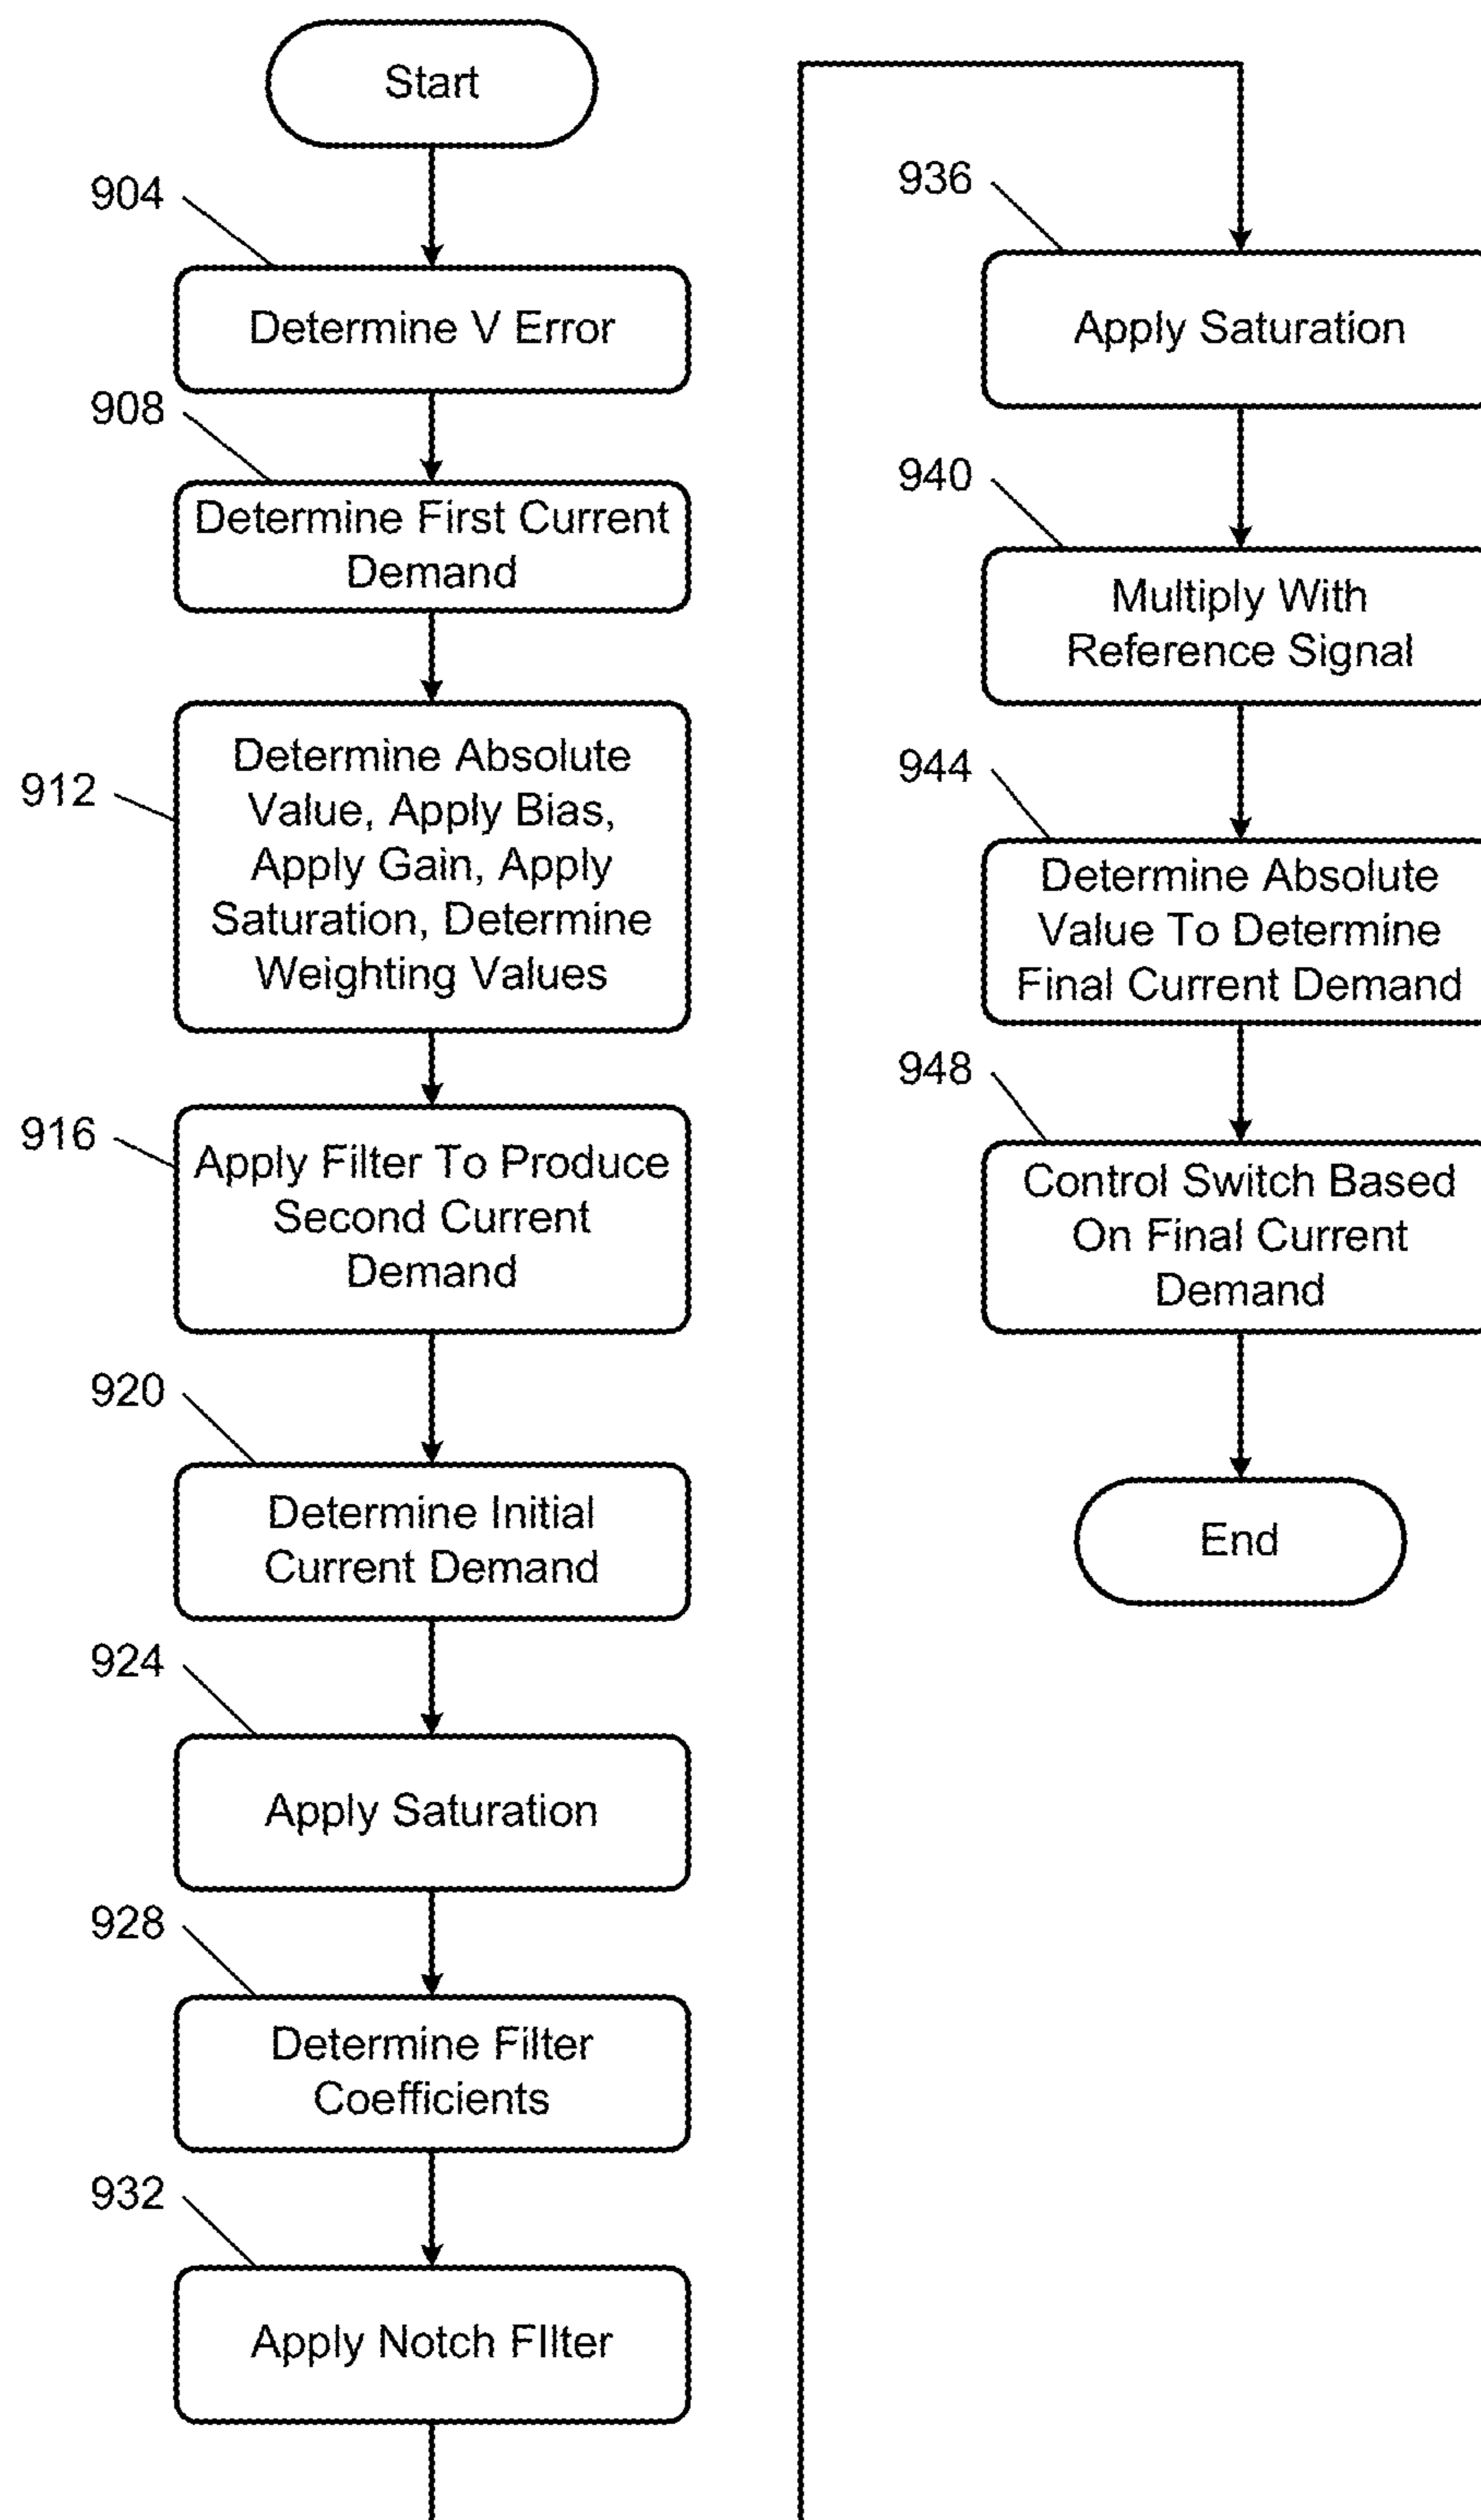 Start
904
Determine V Error
908
Determine First Current
Demand
912
Determine Absolute
Value, Apply Bias,
Apply Gain, Apply
Saturation, Determine
Weighting Values
916
Apply Filter To Produce
Second Current
Demand
920
Determine Initial
Current Demand
924
Apply Saturation
928
Determine Filter
Coefficients
932
Apply Notch FIlter
936
Apply Saturation
940
Multiply With
Reference Signal
944
Determine Absolute
Value To Determine
Final Current Demand
948
Control Switch Based
On Final Current
Demand
End